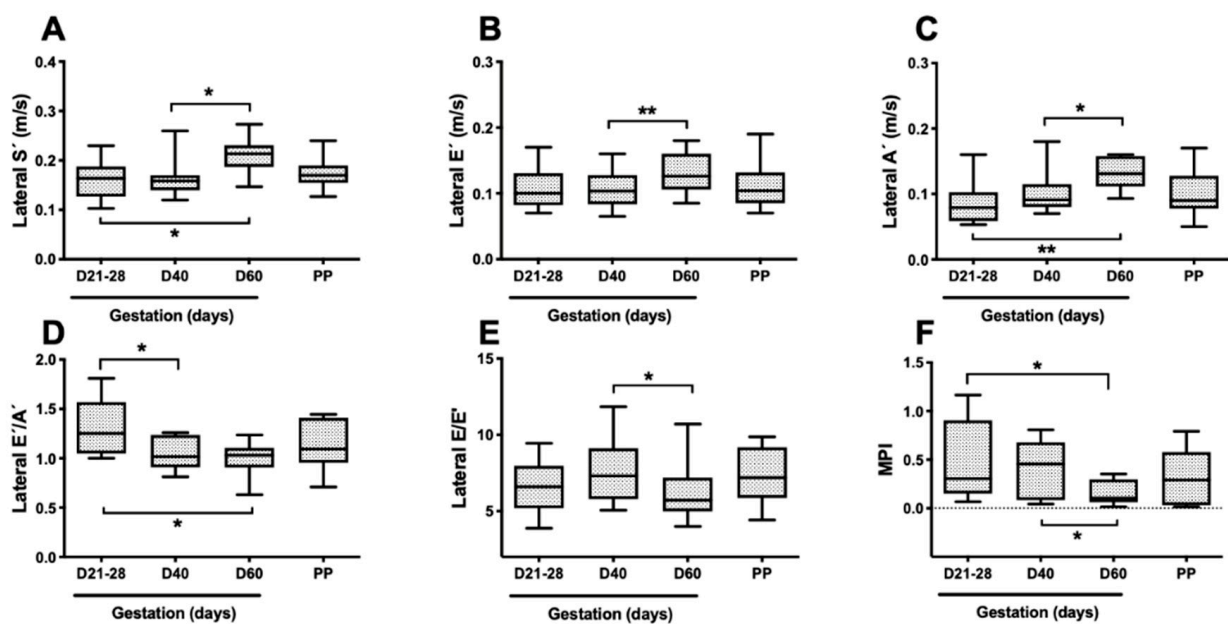 A
Lateral S´ (m/s)
0.4
0.3
0.2
0.1
0.0
*
*
D21-28 D40 D60 PP
Gestation (days)
B
Lateral E´ (m/s)
0.3
0.2
0.1
0.0
**
D21-28 D40 D60 PP
Gestation (days)
C
Lateral A´ (m/s)
0.3
0.2
0.1
0.0
*
**
D21-28 D40 D60 PP
Gestation (days)
D
Lateral E´/A´
2.0
1.5
1.0
0.5
0.0
*
*
D21-28 D40 D60 PP
Gestation (days)
E
Lateral E/E'
15
10
5
*
D21-28 D40 D60 PP
Gestation (days)
F
MPI
1.5
1.0
0.5
0.0
*
*
D21-28 D40 D60 PP
Gestation (days)